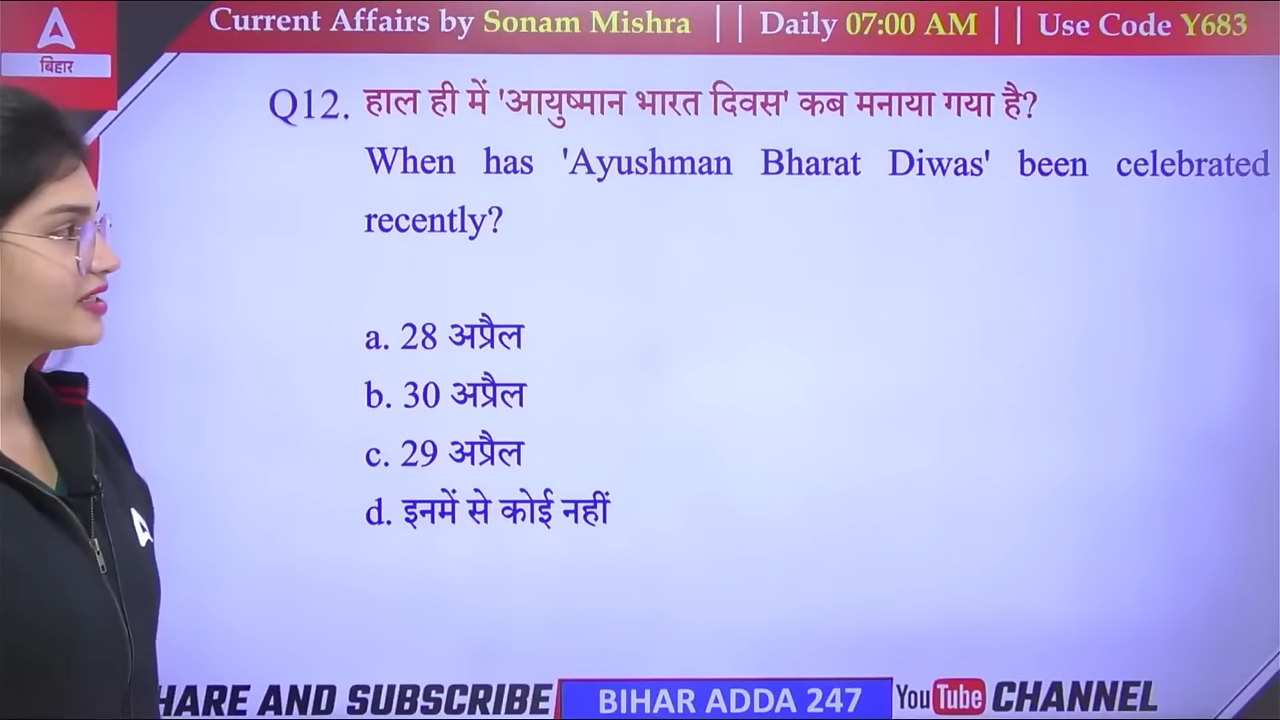 Current Affairs by Sonam Mishra || Daily 07:00 AM || Use Code Y683
A
बिहार
Q12. हाल ही में 'आयुष्मान भारत दिवस' कब मनाया गया है?
When has 'Ayushman Bharat Diwas' been celebrated
recently?
a. 28 अप्रैल
b. 30 अप्रैल
c. 29 अप्रैल
d. इनमें से कोई नहीं
HARE AND SUBSCRIBE BIHAR ADDA 247 YouTube CHANNEL